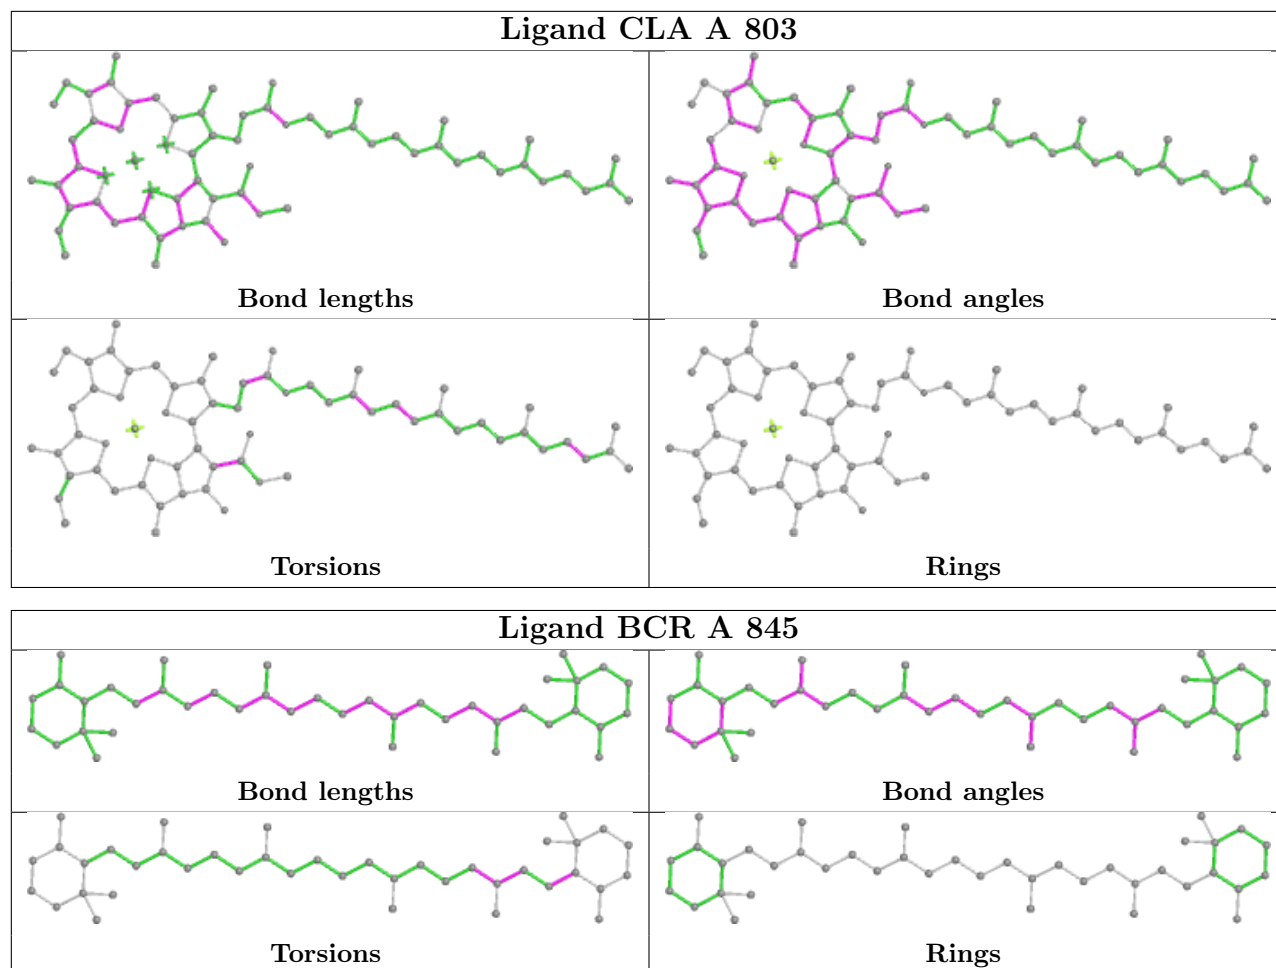 Ligand CLA A 803
Bond lengths
Bond angles
Torsions
Rings
Ligand BCR A 845
Bond lengths
Bond angles
Torsions
Rings